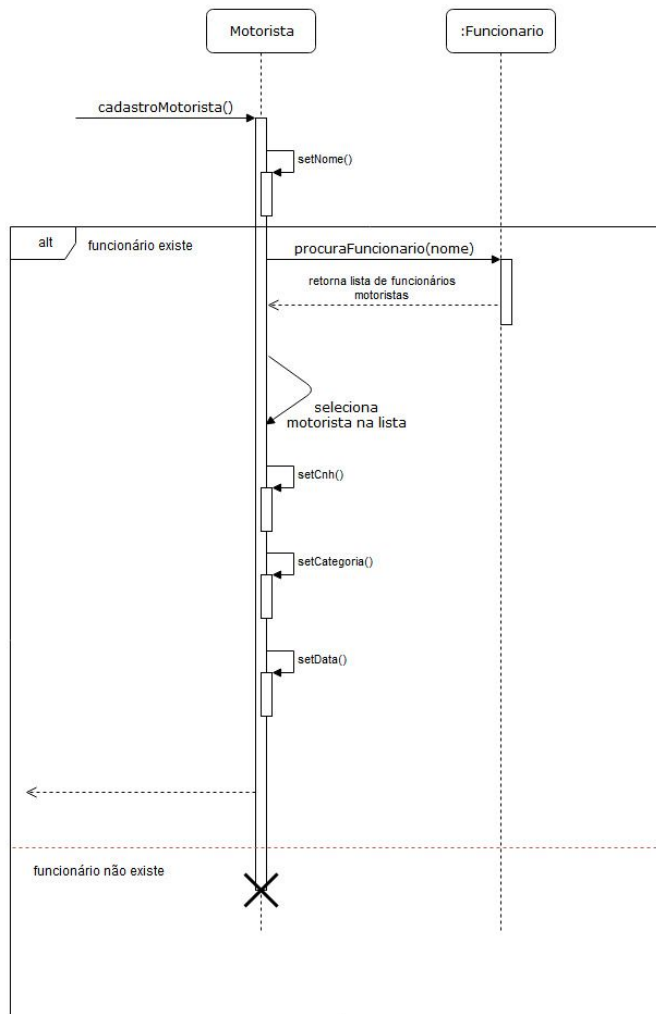 Motorista
:Funcionario
cadastroMotorista()
setNome()
alt
funcionário existe
procuraFuncionario(nome)
retorna lista de funcionários
motoristas
seleciona
motorista na lista
setCnh()
setCategoria()
setData()
funcionário não existe